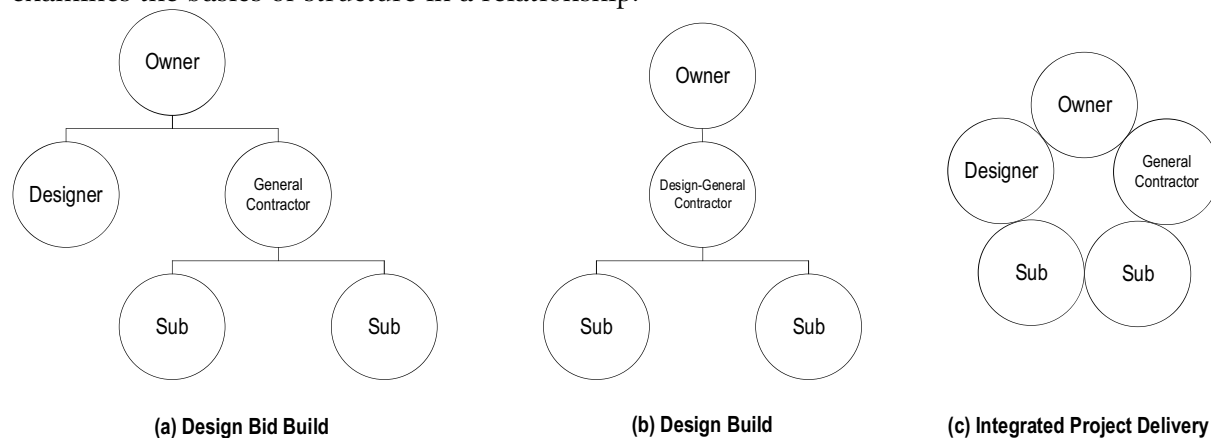 examines the basics of structure in a relationship.
Owner
Designer
General
Contractor
Sub
Sub
(a) Design Bid Build
Owner
Design-General
Contractor
Sub
Sub
(b) Design Build
Owner
Designer
General
Contractor
Sub
Sub
(c) Integrated Project Delivery